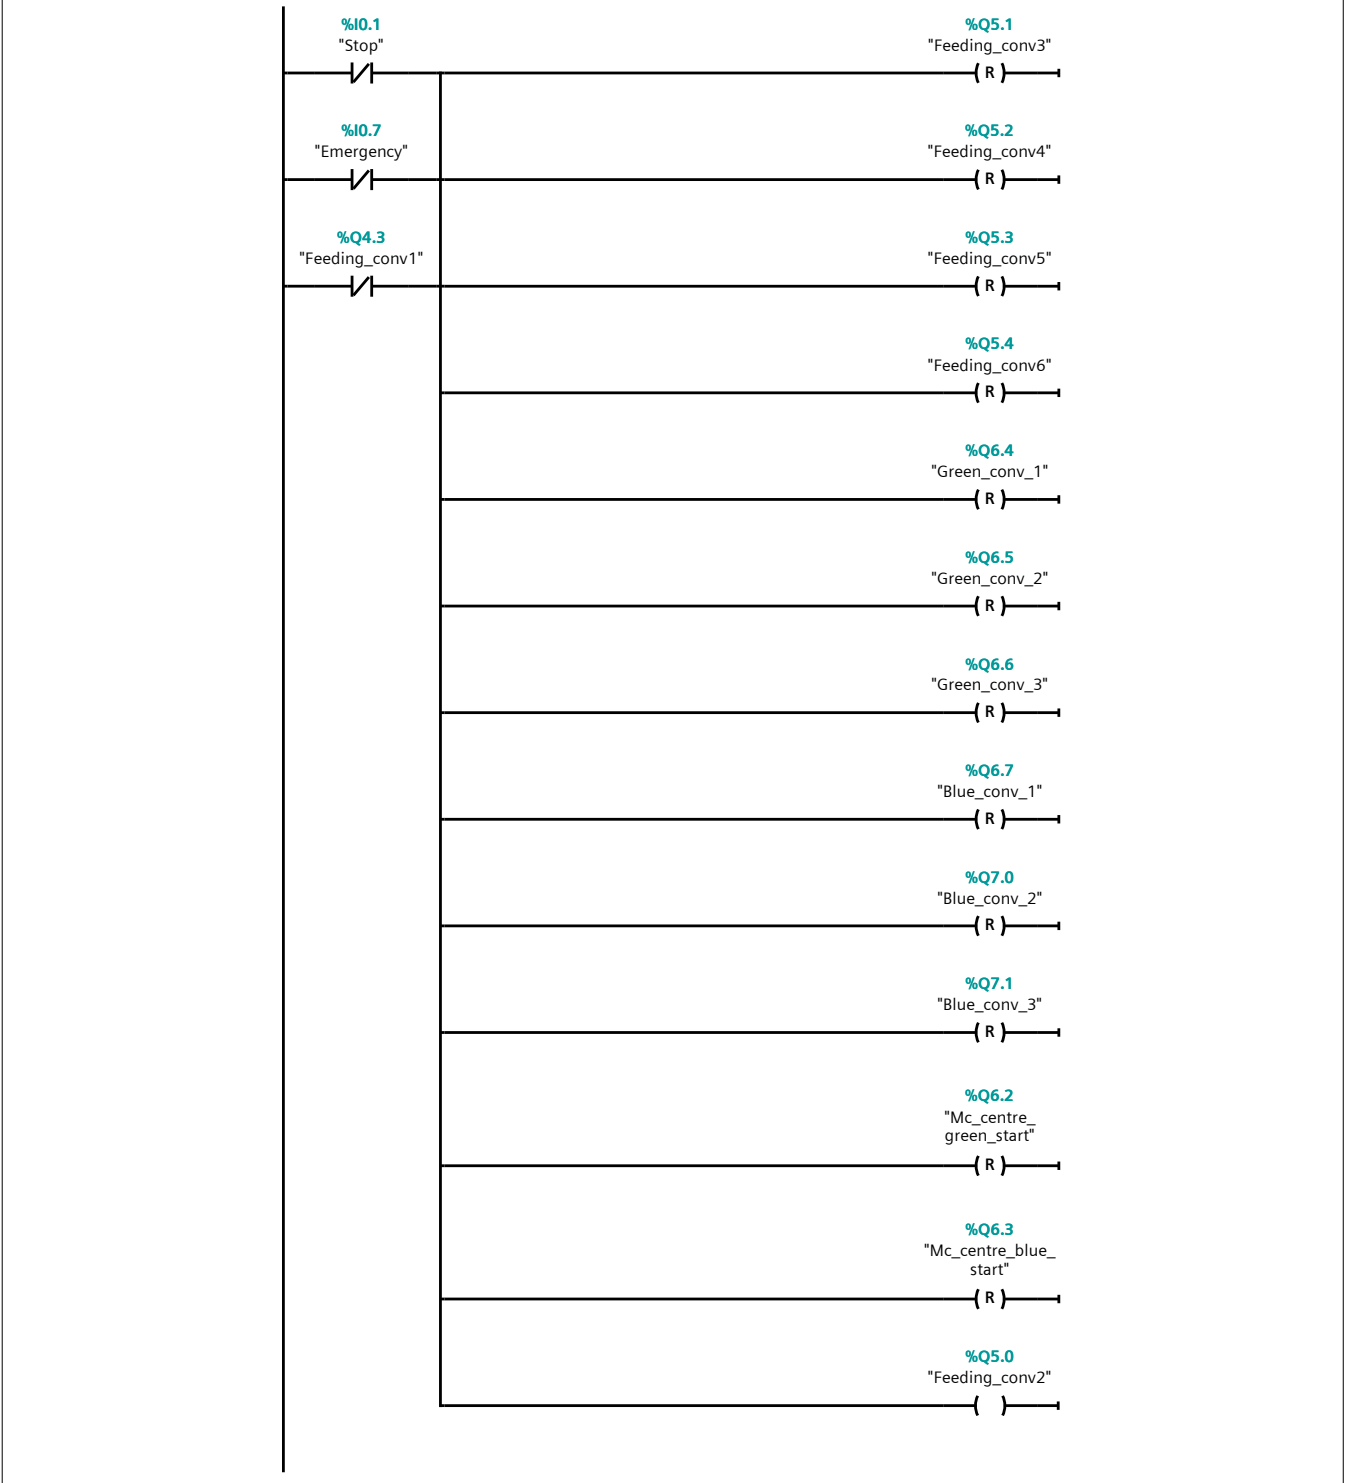 %I0.1
"Stop"
%Q5.1
"Feeding_conv3"
R
%I0.7
"Emergency"
%Q5.2
"Feeding_conv4"
R
%Q4.3
"Feeding_conv1"
%Q5.3
"Feeding_conv5"
R
%Q5.4
"Feeding_conv6"
R
%Q6.4
"Green_conv_1"
R
%Q6.5
"Green_conv_2"
R
%Q6.6
"Green_conv_3"
R
%Q6.7
"Blue_conv_1"
R
%Q7.0
"Blue_conv_2"
R
%Q7.1
"Blue_conv_3"
R
%Q6.2
"Mc_centre_
green_start"
R
%Q6.3
"Mc_centre_blue_
start"
R
%Q5.0
"Feeding_conv2"